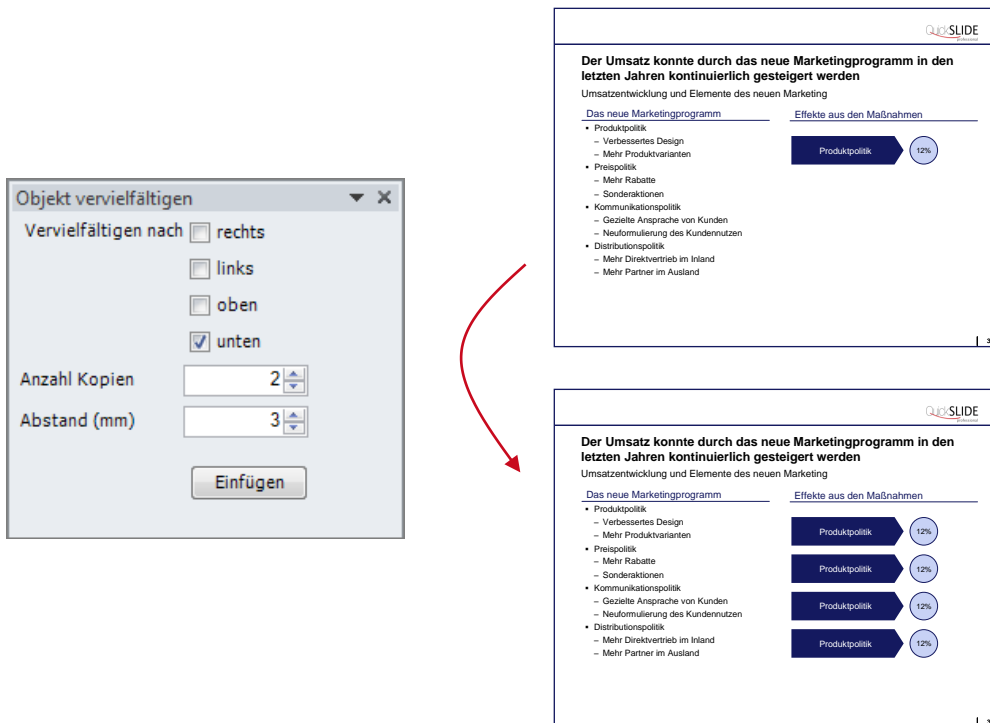 Objekt vervielfältigen
Vervielfältigen nach rechts
links
oben
unten
Anzahl Kopien 2
Abstand (mm) 3
Einfügen
QuickSLIDE
professional
Der Umsatz konnte durch das neue Marketingprogramm in den
letzten Jahren kontinuierlich gesteigert werden
Umsatzentwicklung und Elemente des neuen Marketing
Das neue Marketingprogramm
• Produktpolitik
– Verbessertes Design
– Mehr Produktvarianten
• Preispolitik
– Mehr Rabatte
– Sonderaktionen
• Kommunikationspolitik
– Gezielte Ansprache von Kunden
– Neuformulierung des Kundennutzen
• Distributionspolitik
– Mehr Direktvertrieb im Inland
– Mehr Partner im Ausland
Effekte aus den Maßnahmen
Produktpolitik 12%
QuickSLIDE
professional
Der Umsatz konnte durch das neue Marketingprogramm in den
letzten Jahren kontinuierlich gesteigert werden
Umsatzentwicklung und Elemente des neuen Marketing
Das neue Marketingprogramm
• Produktpolitik
– Verbessertes Design
– Mehr Produktvarianten
• Preispolitik
– Mehr Rabatte
– Sonderaktionen
• Kommunikationspolitik
– Gezielte Ansprache von Kunden
– Neuformulierung des Kundennutzen
• Distributionspolitik
– Mehr Direktvertrieb im Inland
– Mehr Partner im Ausland
Effekte aus den Maßnahmen
Produktpolitik 12%
Produktpolitik 12%
Produktpolitik 12%
Produktpolitik 12%